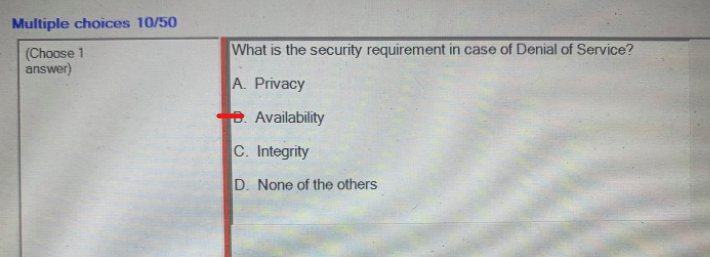 Multiple choices 10/50
(Choose 1
answer)
What is the security requirement in case of Denial of Service?
A. Privacy
B. Availability
C. Integrity
D. None of the others